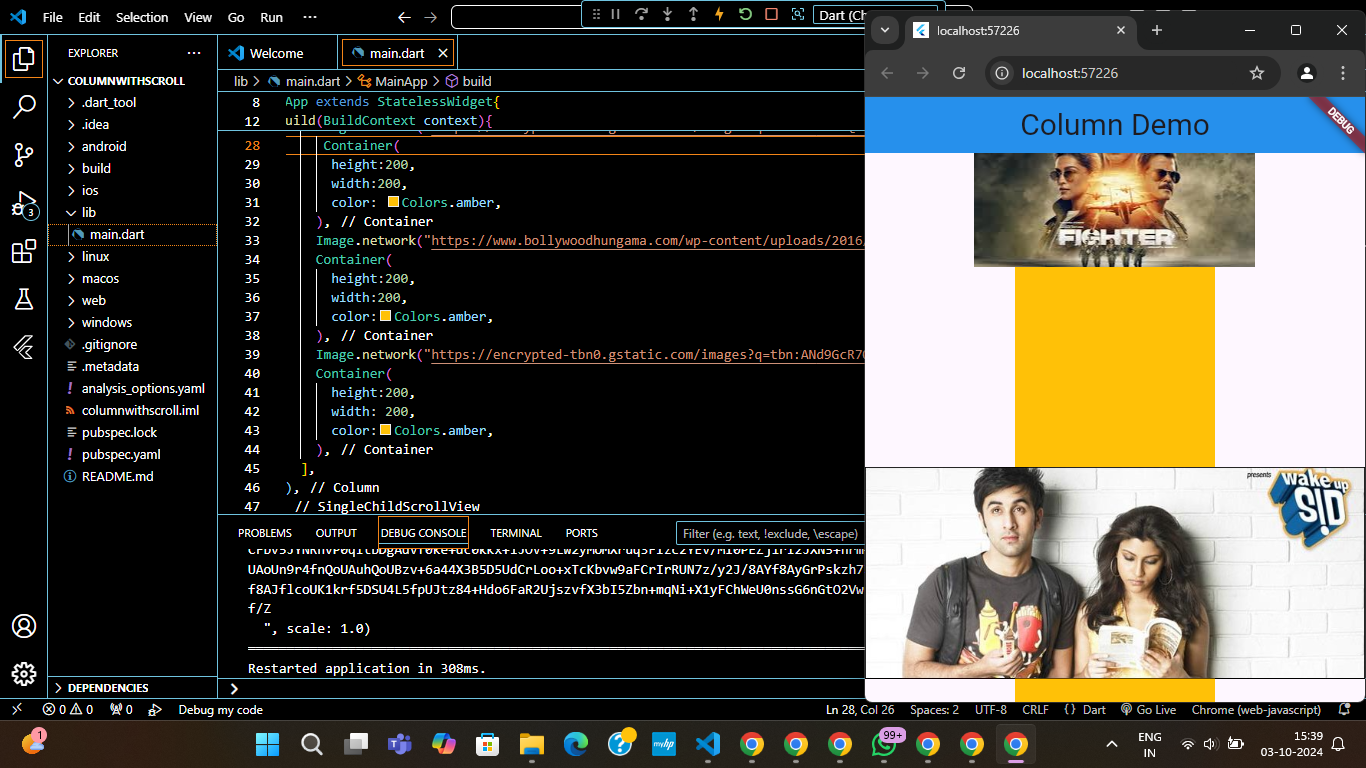 File Edit Selection View Go Run ···
Dart (Ch
localhost:57226
localhost:57226
EXPLORER ···
COLUMNWITHSCROLL
.dart_tool
.idea
android
build
ios
lib
main.dart
linux
macos
web
windows
.gitignore
.metadata
analysis_options.yaml
columnwithscroll.iml
pubspec.lock
pubspec.yaml
README.md
DEPENDENCIES
3
Welcome
main.dart
lib > main.dart > MainApp > build
8 App extends StatelessWidget{
12 uild(BuildContext context){
28 Container(
29 height:200,
30 width:200,
31 color: Colors.amber,
32 ), // Container
33 Image.network("https://www.bollywoodhungama.com/wp-content/uploads/2016/
34 Container(
35 height:200,
36 width:200,
37 color: Colors.amber,
38 ), // Container
39 Image.network("https://encrypted-tbn0.gstatic.com/images?q=tbn:ANd9GcR7
40 Container(
41 height:200,
42 width: 200,
43 color: Colors.amber,
44 ), // Container
45 ],
46 ), // Column
47 // SingleChildScrollView
PROBLEMS OUTPUT DEBUG CONSOLE TERMINAL PORTS
Filter (e.g. text, !exclude, \escape)
UAoUn9r4fnQoUAuhQoUBzv+6a44X3B5D5UdCrLoo+xTcKbvw9aFCrIrRUN7z/y2J/8AYf8AyGrPskzh7
f8AJflcoUK1krf5DSU4L5fpUJtz84+Hdo6FaR2UjszvfX3bI5Zbn+mqNi+X1yFChWeU0nssG6nGtO2Vw
f/Z
", scale: 1.0)
Restarted application in 308ms.
Column Demo
DEBUG
FIGHTER
presents
wake up
SID
0 0 0 Debug my code
Ln 28, Col 26 Spaces: 2 UTF-8 CRLF {} Dart Go Live Chrome (web-javascript)
1
myhp
99+
ENG
IN
15:39
03-10-2024